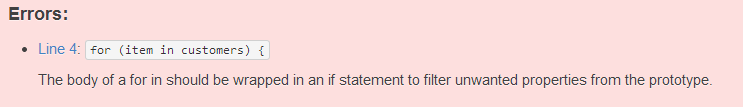 Errors:
Line 4: for (item in customers) {
The body of a for in should be wrapped in an if statement to filter unwanted properties from the prototype.